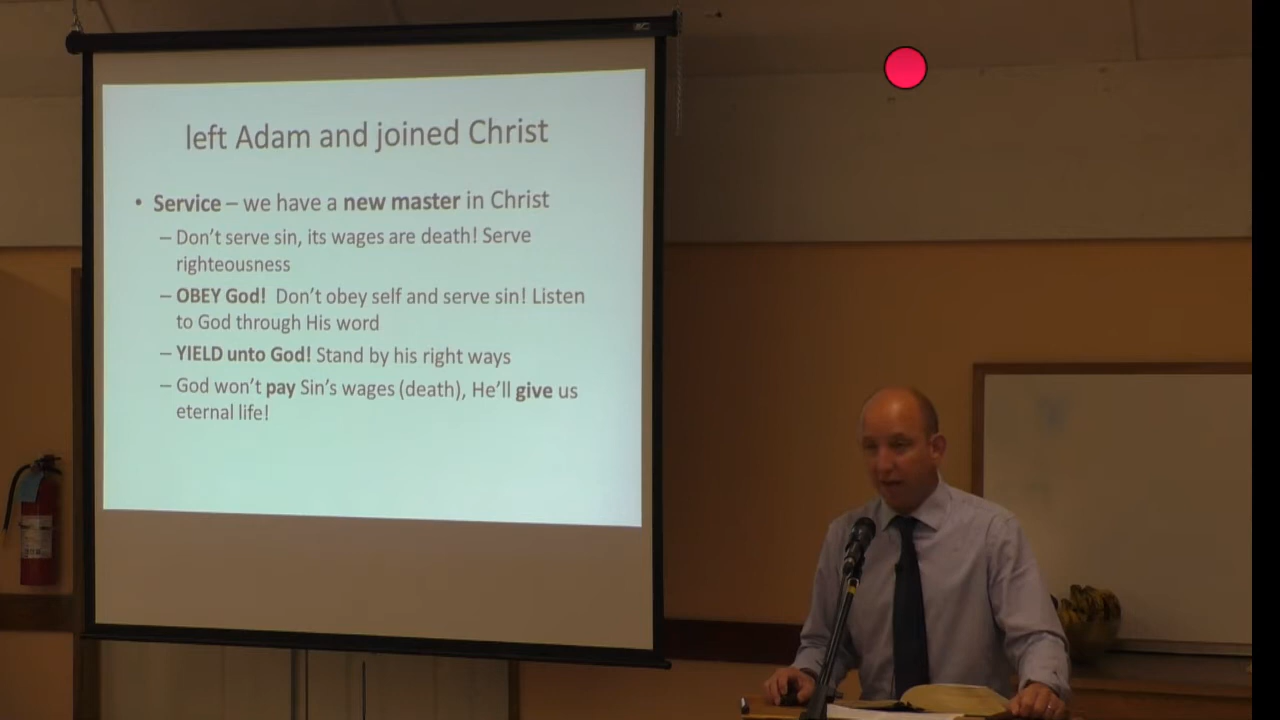 left Adam and joined Christ
• Service – we have a new master in Christ
– Don't serve sin, its wages are death! Serve
righteousness
– OBEY God! Don't obey self and serve sin! Listen
to God through His word
– YIELD unto God! Stand by his right ways
– God won't pay Sin's wages (death), He'll give us
eternal life!